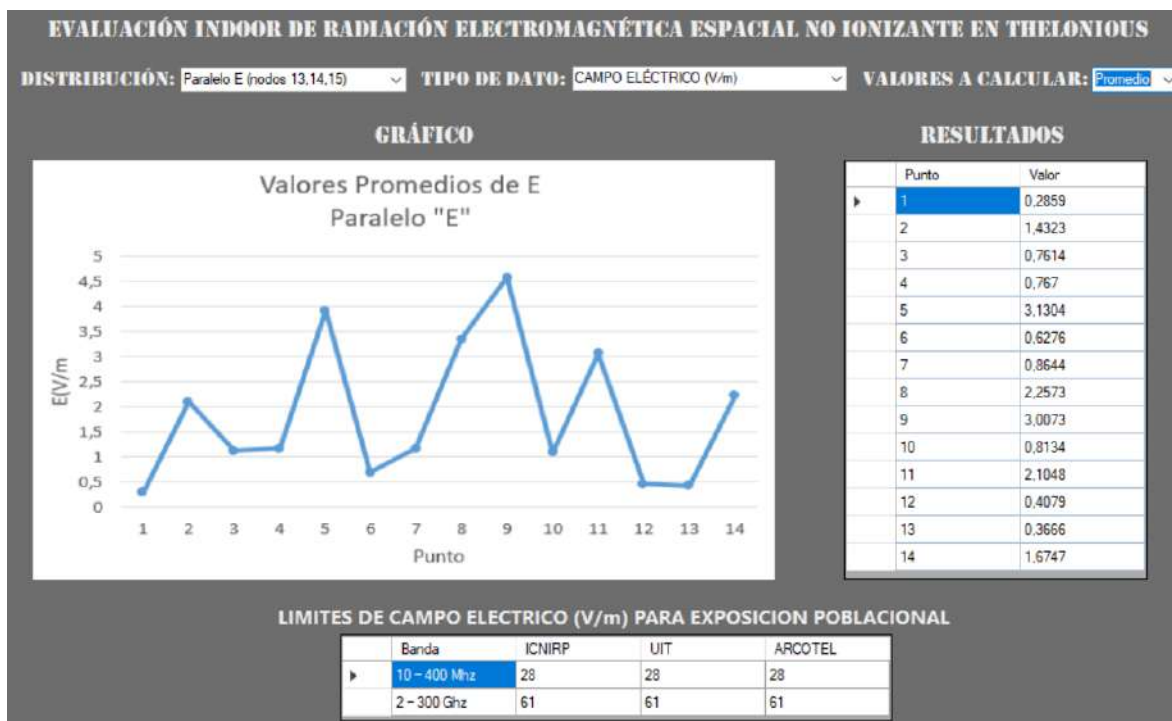 EVALUACIÓN INDOOR DE RADIACIÓN ELECTROMAGNÉTICA ESPACIAL NO IONIZANTE EN THELONIOUS
DISTRIBUCIÓN: Paralelo E (nodos 13,14,15) TIPO DE DATO: CAMPO ELÉCTRICO (V/m) VALORES A CALCULAR: Promedio
GRÁFICO
Valores Promedios de E
Paralelo "E"
5
4,5
4
3,5
3
2,5
2
1,5
1
0,5
0
E(V/m
1 2 3 4 5 6 7 8 9 10 11 12 13 14
Punto
RESULTADOS
Punto Valor
1 0,2859
2 1,4323
3 0,7614
4 0,767
5 3,1304
6 0,6276
7 0,8644
8 2,2573
9 3,0073
10 0,8134
11 2,1048
12 0,4079
13 0,3666
14 1,6747
LIMITES DE CAMPO ELECTRICO (V/m) PARA EXPOSICION POBLACIONAL
Banda ICNIRP UIT ARCOTEL
10 – 400 Mhz 28 28 28
2 – 300 Ghz 61 61 61